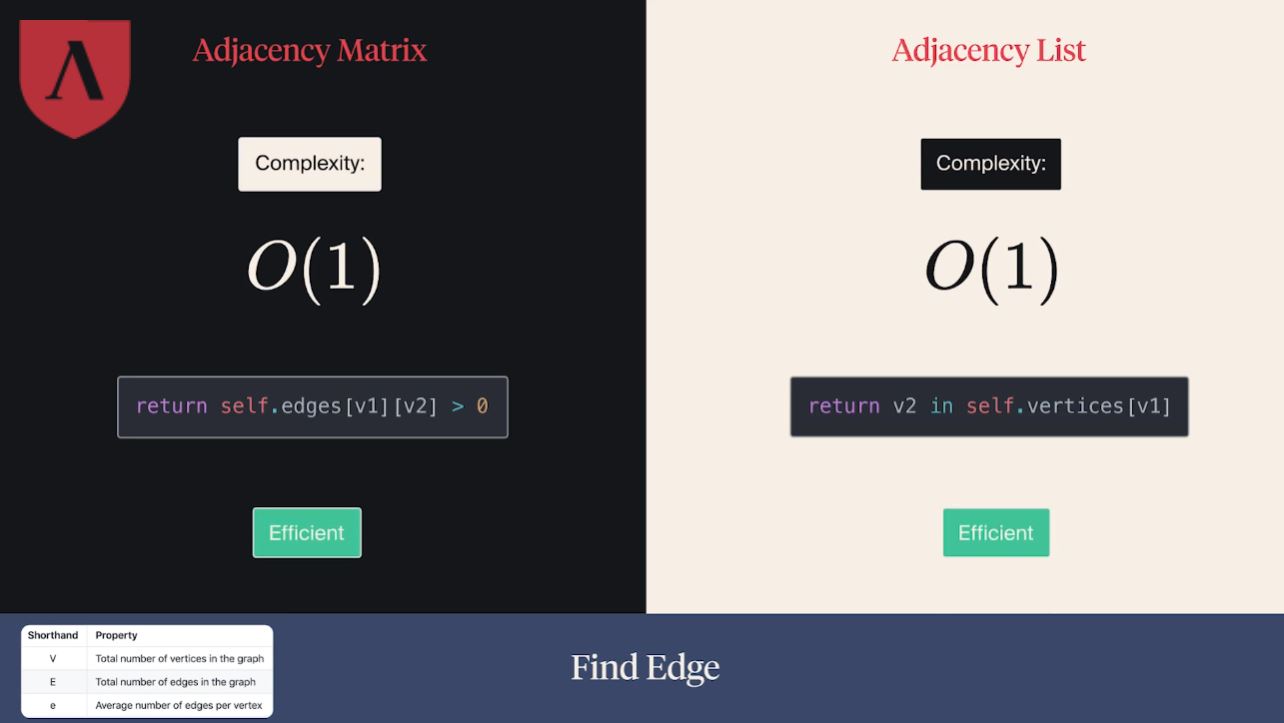 Adjacency Matrix
Complexity:
O(1)
return self.edges[v1][v2] > 0
Efficient
Adjacency List
Complexity:
O(1)
return v2 in self.vertices[v1]
Efficient
Shorthand Property
V Total number of vertices in the graph
E Total number of edges in the graph
e Average number of edges per vertex
Find Edge